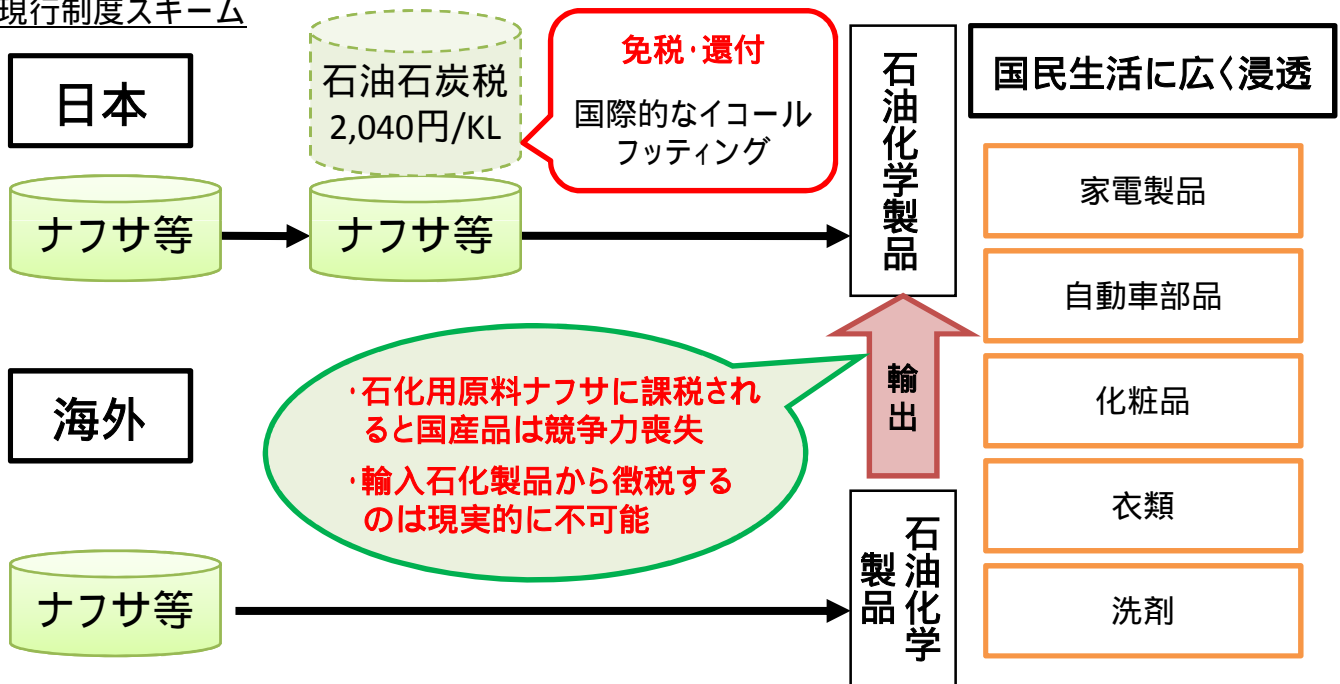 現行制度スキーム
日本
石油石炭税
2,040円/KL
免税・還付
国際的なイコール
フッティング
ナフサ等
ナフサ等
石油化学製品
国民生活に広く浸透
家電製品
自動車部品
化粧品
衣類
洗剤
海外
・石化用原料ナフサに課税され
ると国産品は競争力喪失
・輸入石化製品から徴税する
のは現実的に不可能
輸出
ナフサ等
石油化学
製品